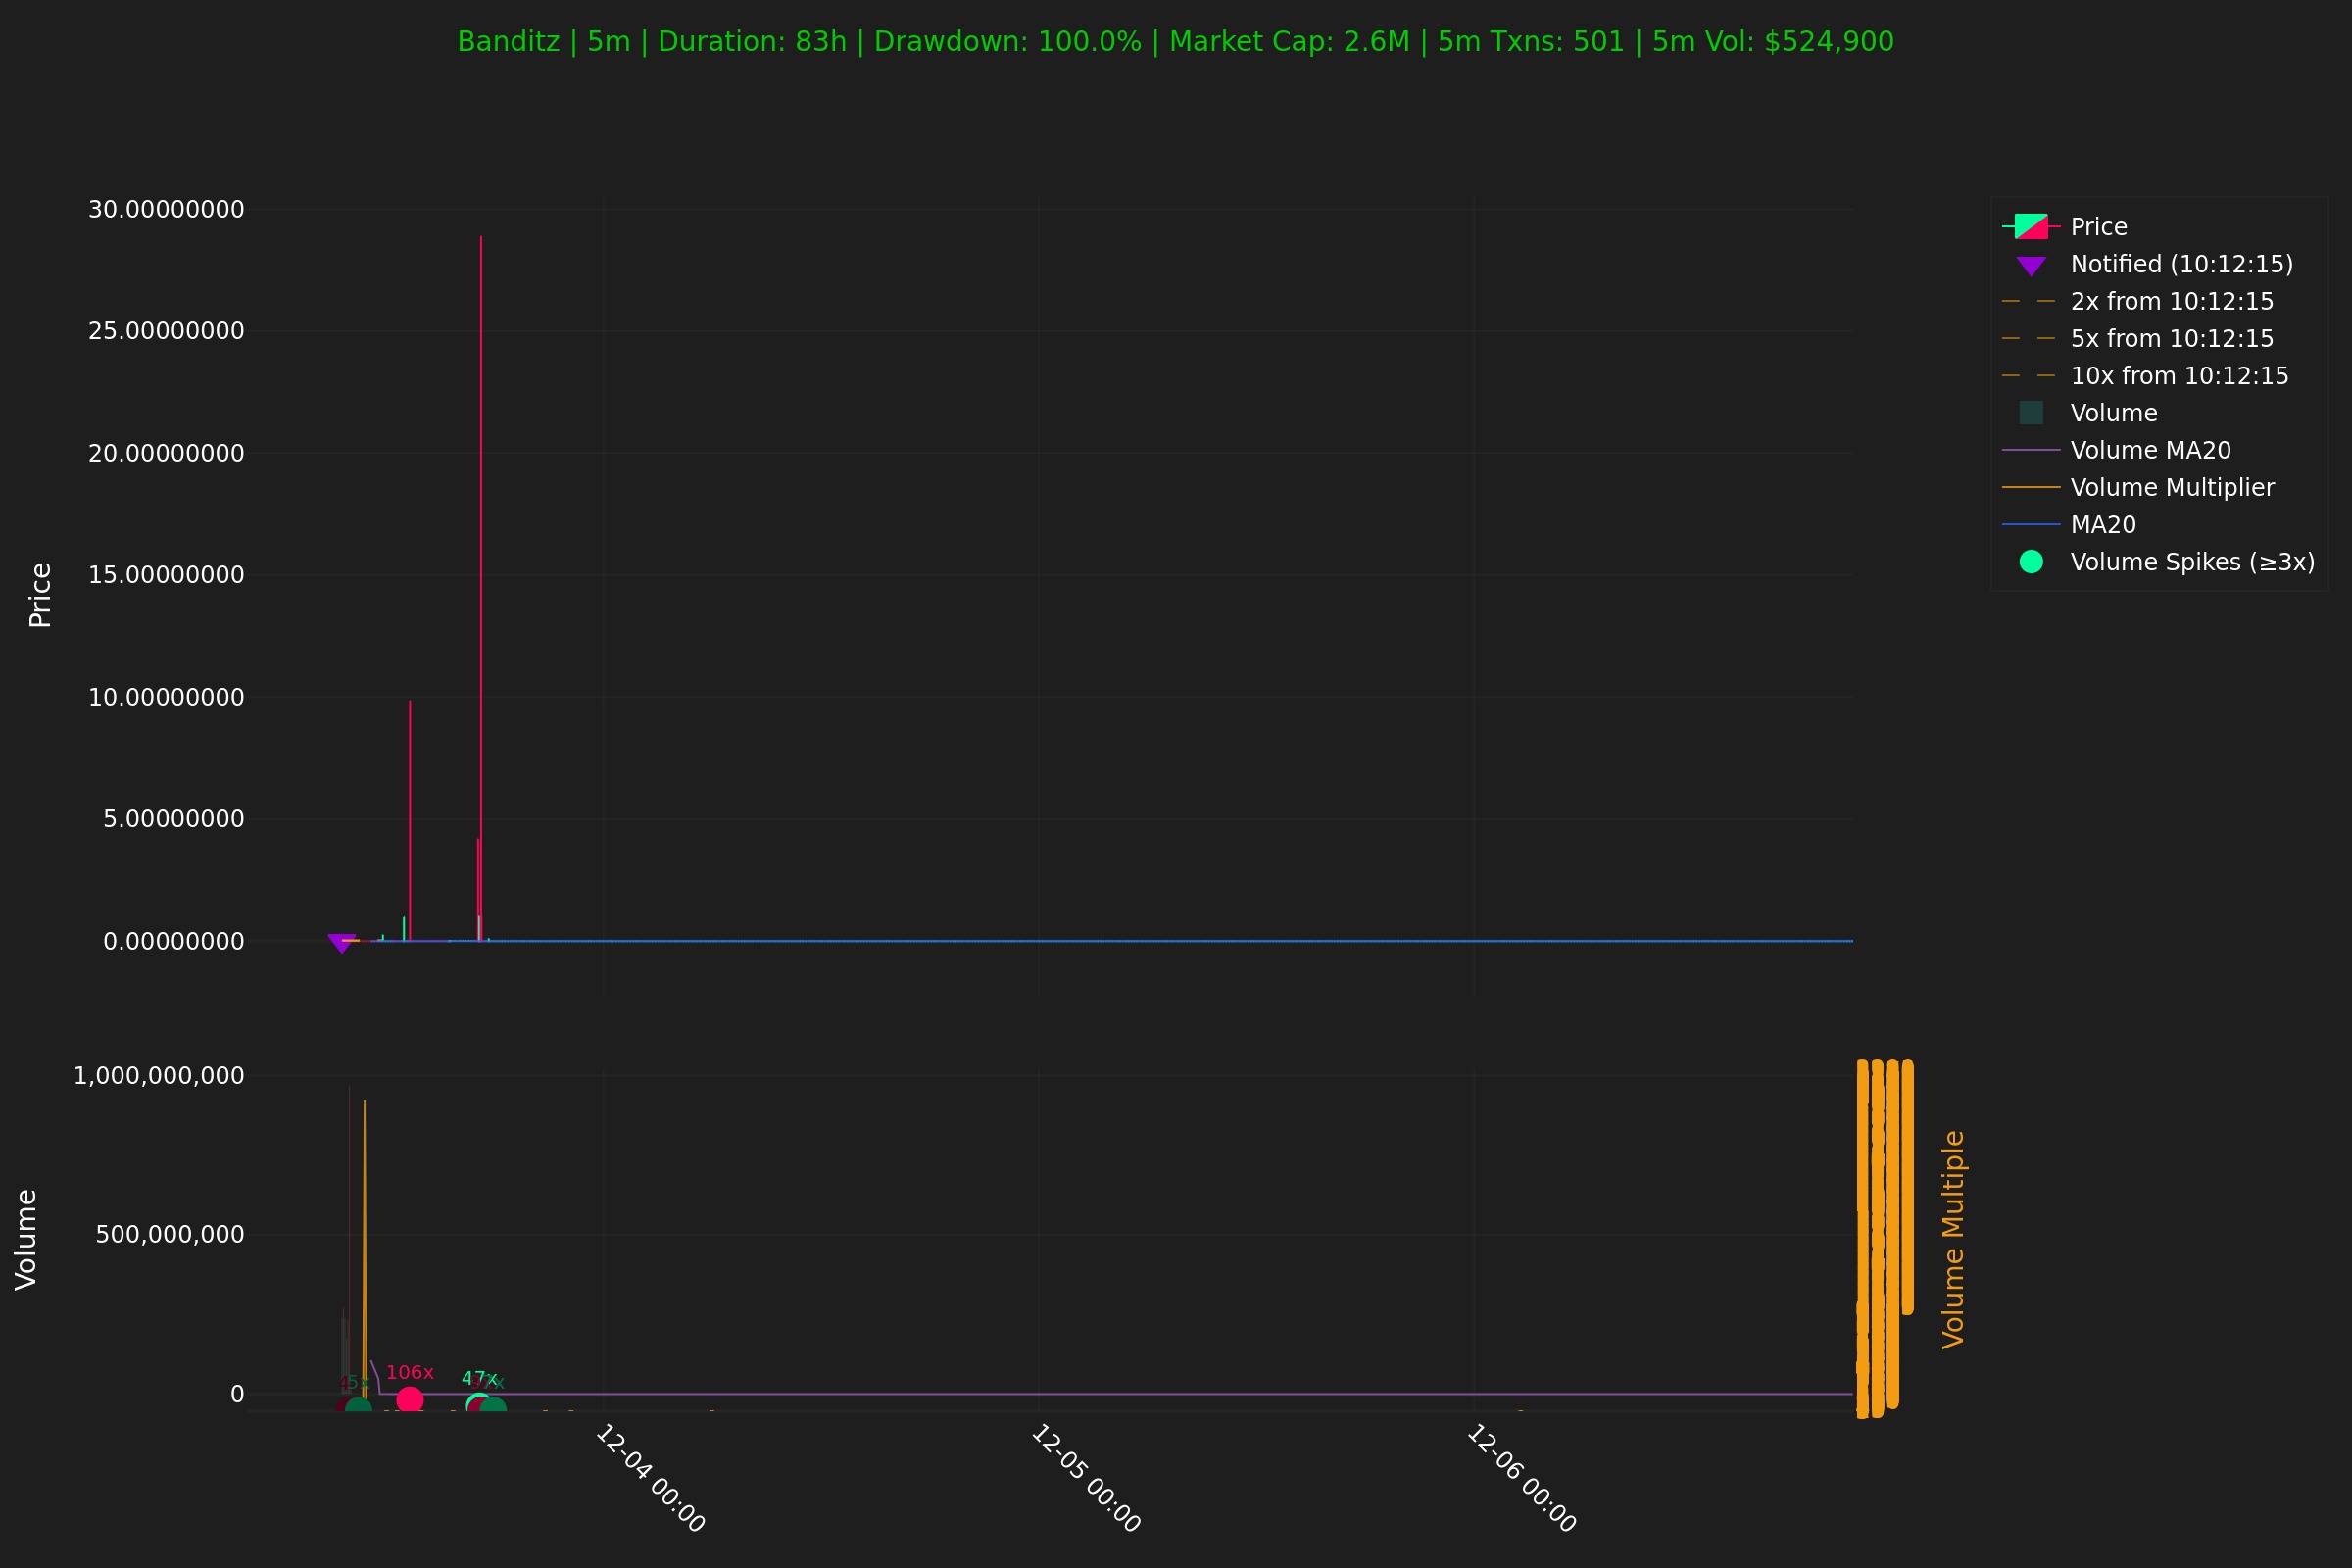 Banditz | 5m | Duration: 83h | Drawdown: 100.0% | Market Cap: 2.6M | 5m Txns: 501 | 5m Vol: $524,900
30.00000000
25.00000000
20.00000000
15.00000000
10.00000000
5.00000000
0.00000000
Price
Price
Notified (10:12:15)
2x from 10:12:15
5x from 10:12:15
10x from 10:12:15
Volume
Volume MA20
Volume Multiplier
MA20
Volume Spikes (≥3x)
1,000,000,000
500,000,000
0
Volume
5x
106x
47x
Volume Multiple
12-04 00:00
12-05 00:00
12-06 00:00